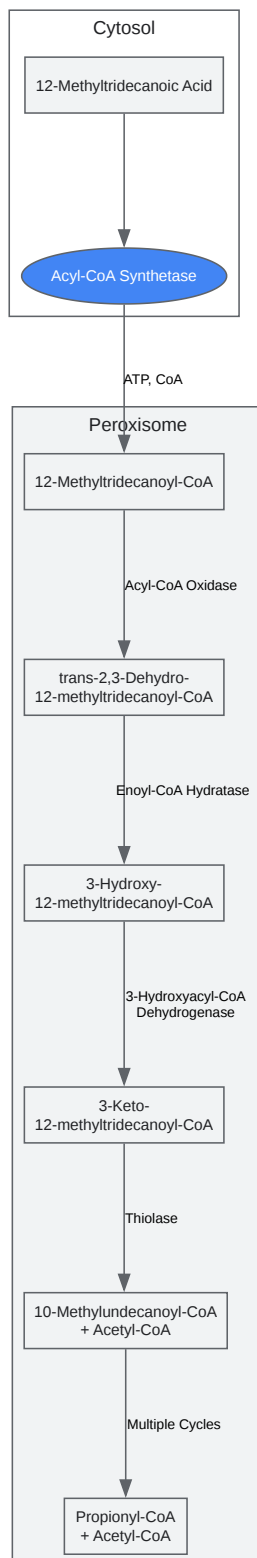 Cytosol
12-Methyltridecanoic Acid
Acyl-CoA Synthetase
ATP, CoA
Peroxisome
12-Methyltridecanoyl-CoA
Acyl-CoA Oxidase
trans-2,3-Dehydro-
12-methyltridecanoyl-CoA
Enoyl-CoA Hydratase
3-Hydroxy-
12-methyltridecanoyl-CoA
3-Hydroxyacyl-CoA
Dehydrogenase
3-Keto-
12-methyltridecanoyl-CoA
Thiolase
10-Methylundecanoyl-CoA
+ Acetyl-CoA
Multiple Cycles
Propionyl-CoA
+ Acetyl-CoA